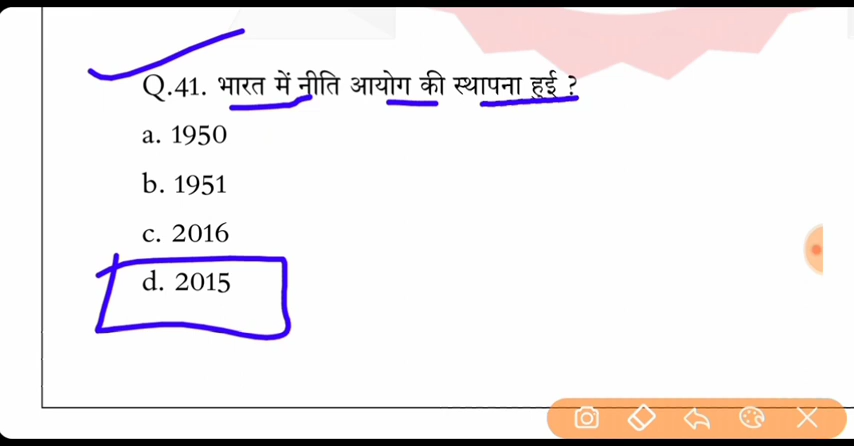 Q.41. भारत में नीति आयोग की स्थापना हुई ?
a. 1950
b. 1951
c. 2016
d. 2015